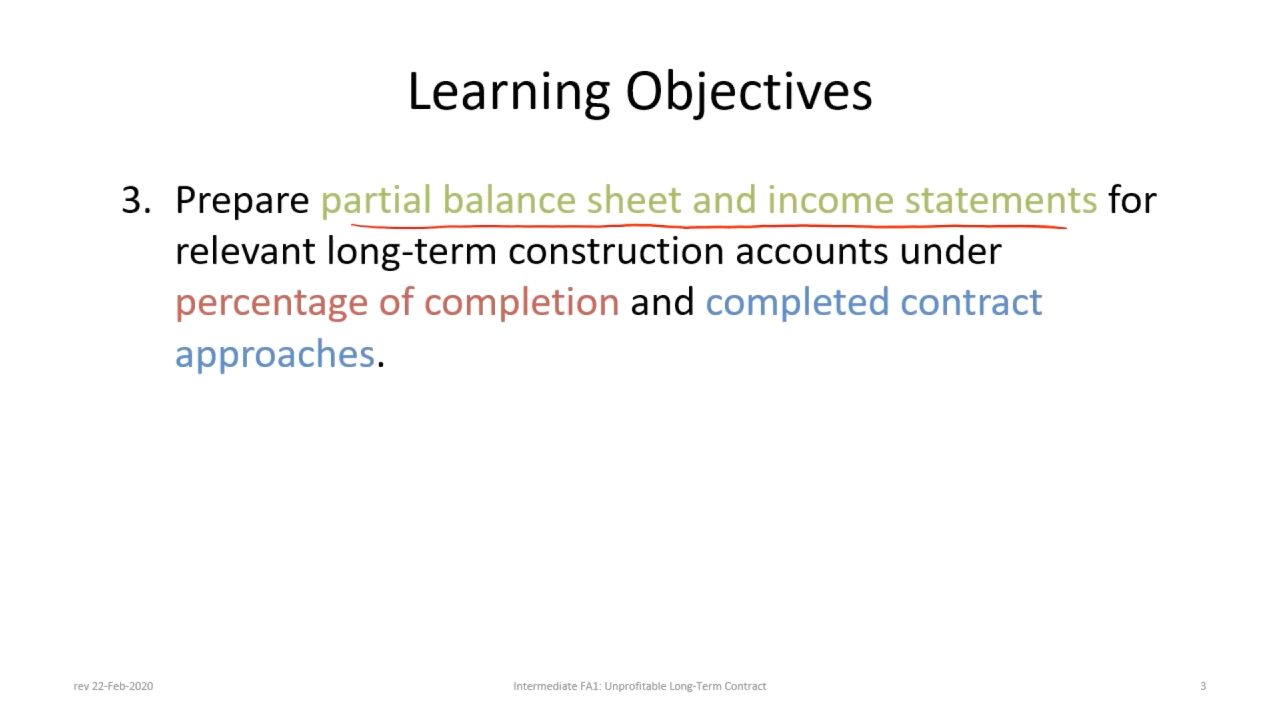 Learning Objectives
3. Prepare partial balance sheet and income statements for
relevant long-term construction accounts under
percentage of completion and completed contract
approaches.
rev 22-Feb-2020 Intermediate FA1: Unprofitable Long-Term Contract 3